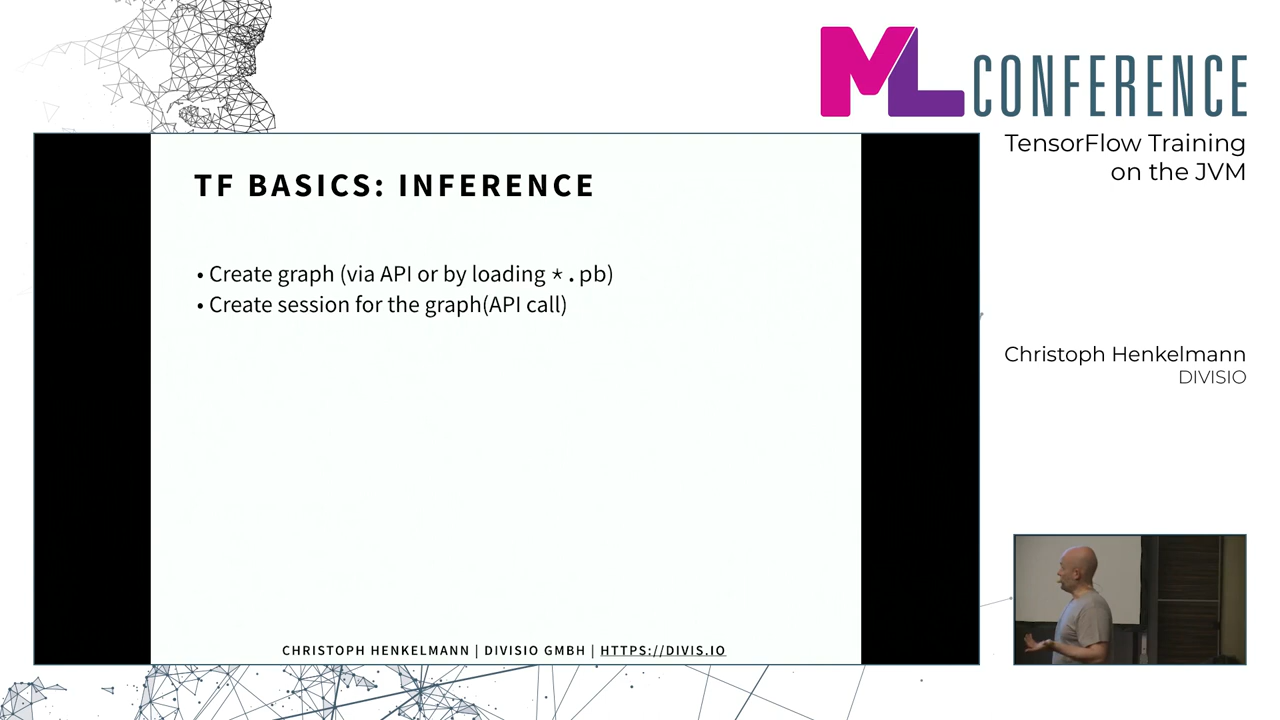 ML CONFERENCE
TensorFlow Training
on the JVM
TF BASICS: INFERENCE
• Create graph (via API or by loading *.pb)
• Create session for the graph(API call)
Christoph Henkelmann
DIVISIO
CHRISTOPH HENKELMANN | DIVISIO GMBH | HTTPS://DIVIS.IO